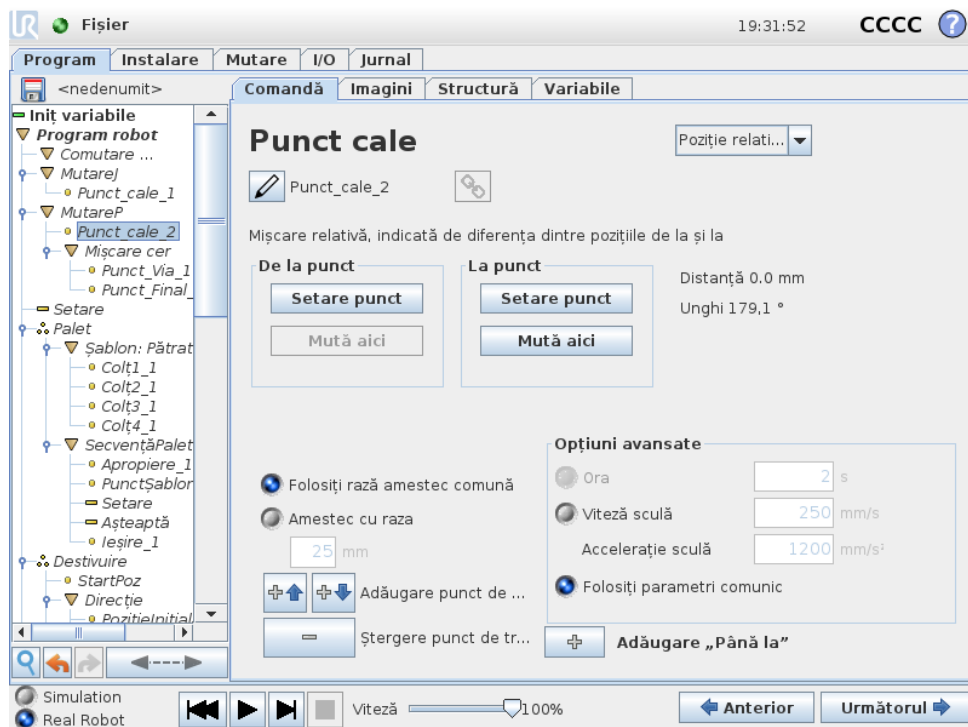 UR Fișier 19:31:52 CCCC ?
Program Instalare Mutare I/O Jurnal
<nedenumit>
Comandă Imagini Structură Variabile
Iniț variabile
Program robot
Comutare ...
MutareJ
Punct_cale_1
MutareP
Punct_cale_2
Mișcare cer
Punct_Via_1
Punct_Final_
Setare
Palet
Șablon: Pătrat
Colț1_1
Colț2_1
Colț3_1
Colț4_1
SecvențăPalet
Apropiere_1
PunctȘablor
Setare
Așteaptă
Ieșire_1
Destivuire
StartPoz
Direcție
PozițieInițial
Punct cale
Poziție relati...
Punct_cale_2
Mișcare relativă, indicată de diferența dintre pozițiile de la și la
De la punct
Setare punct
Mută aici
La punct
Setare punct
Mută aici
Distanță 0.0 mm
Unghi 179,1 °
Folosiți rază amestec comună
Amestec cu raza
25 mm
Adăugare punct de ...
Ștergere punct de tr...
Opțiuni avansate
Ora 2 s
Viteză sculă 250 mm/s
Accelerație sculă 1200 mm/s²
Folosiți parametri comunic
Adăugare „Până la”
Simulation
Real Robot
Viteză 100%
Anterior
Următorul